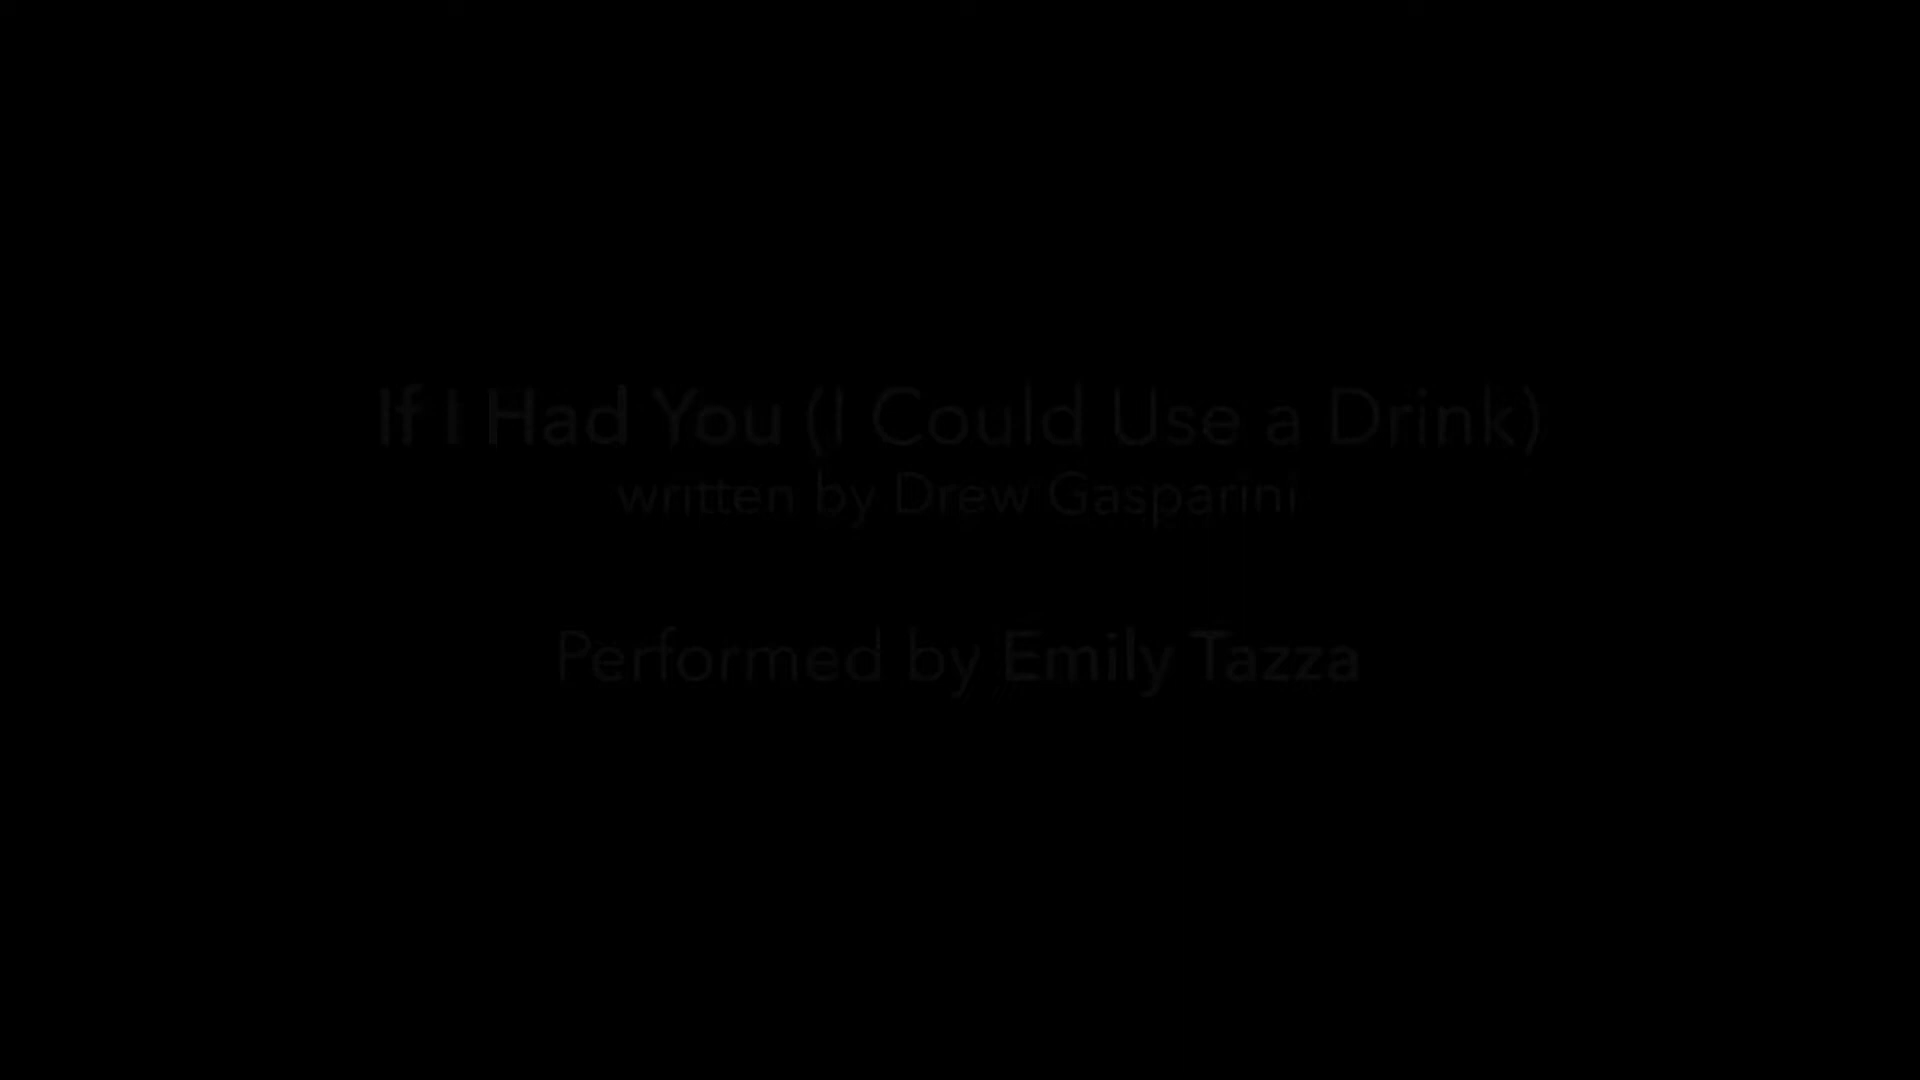 If I Had You (I Could Use a Drink)
written by Drew Gasparini
Performed by Emily Tazza